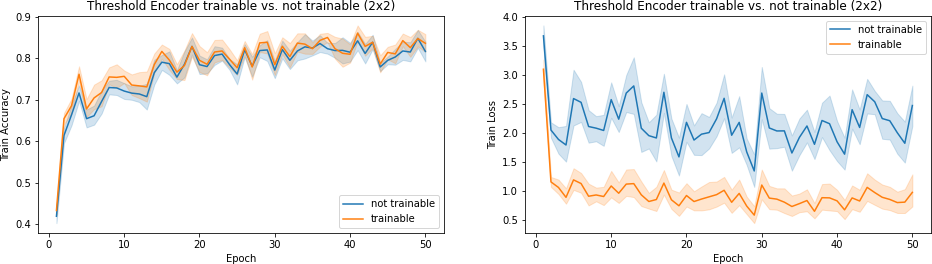 Threshold Encoder trainable vs. not trainable (2x2)
Train Accuracy
0.9
0.8
0.7
0.6
0.5
0.4
0
10
20
30
40
50
Epoch
not trainable
trainable
Threshold Encoder trainable vs. not trainable (2x2)
Train Loss
4.0
3.5
3.0
2.5
2.0
1.5
1.0
0.5
0
10
20
30
40
50
Epoch
not trainable
trainable